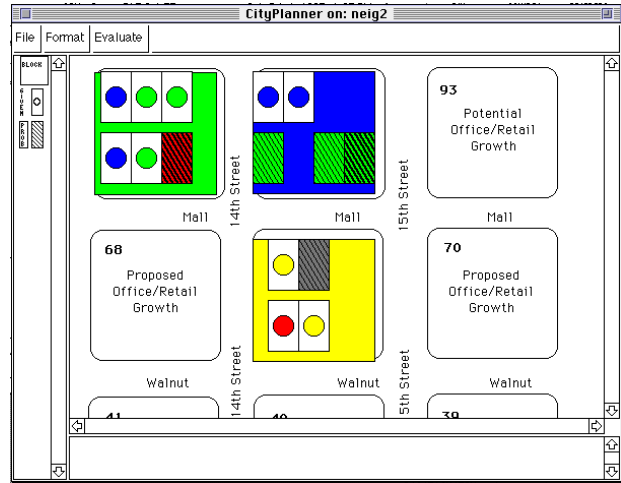 CityPlanner on: neig2
File Format Evaluate
BLOCK
GIVEN
PROB
93
Potential
Office/Retail
Growth
14th Street
15th Street
Mall
Mall
Mall
68
Proposed
Office/Retail
Growth
70
Proposed
Office/Retail
Growth
14th Street
5th Street
Walnut
Walnut
Walnut